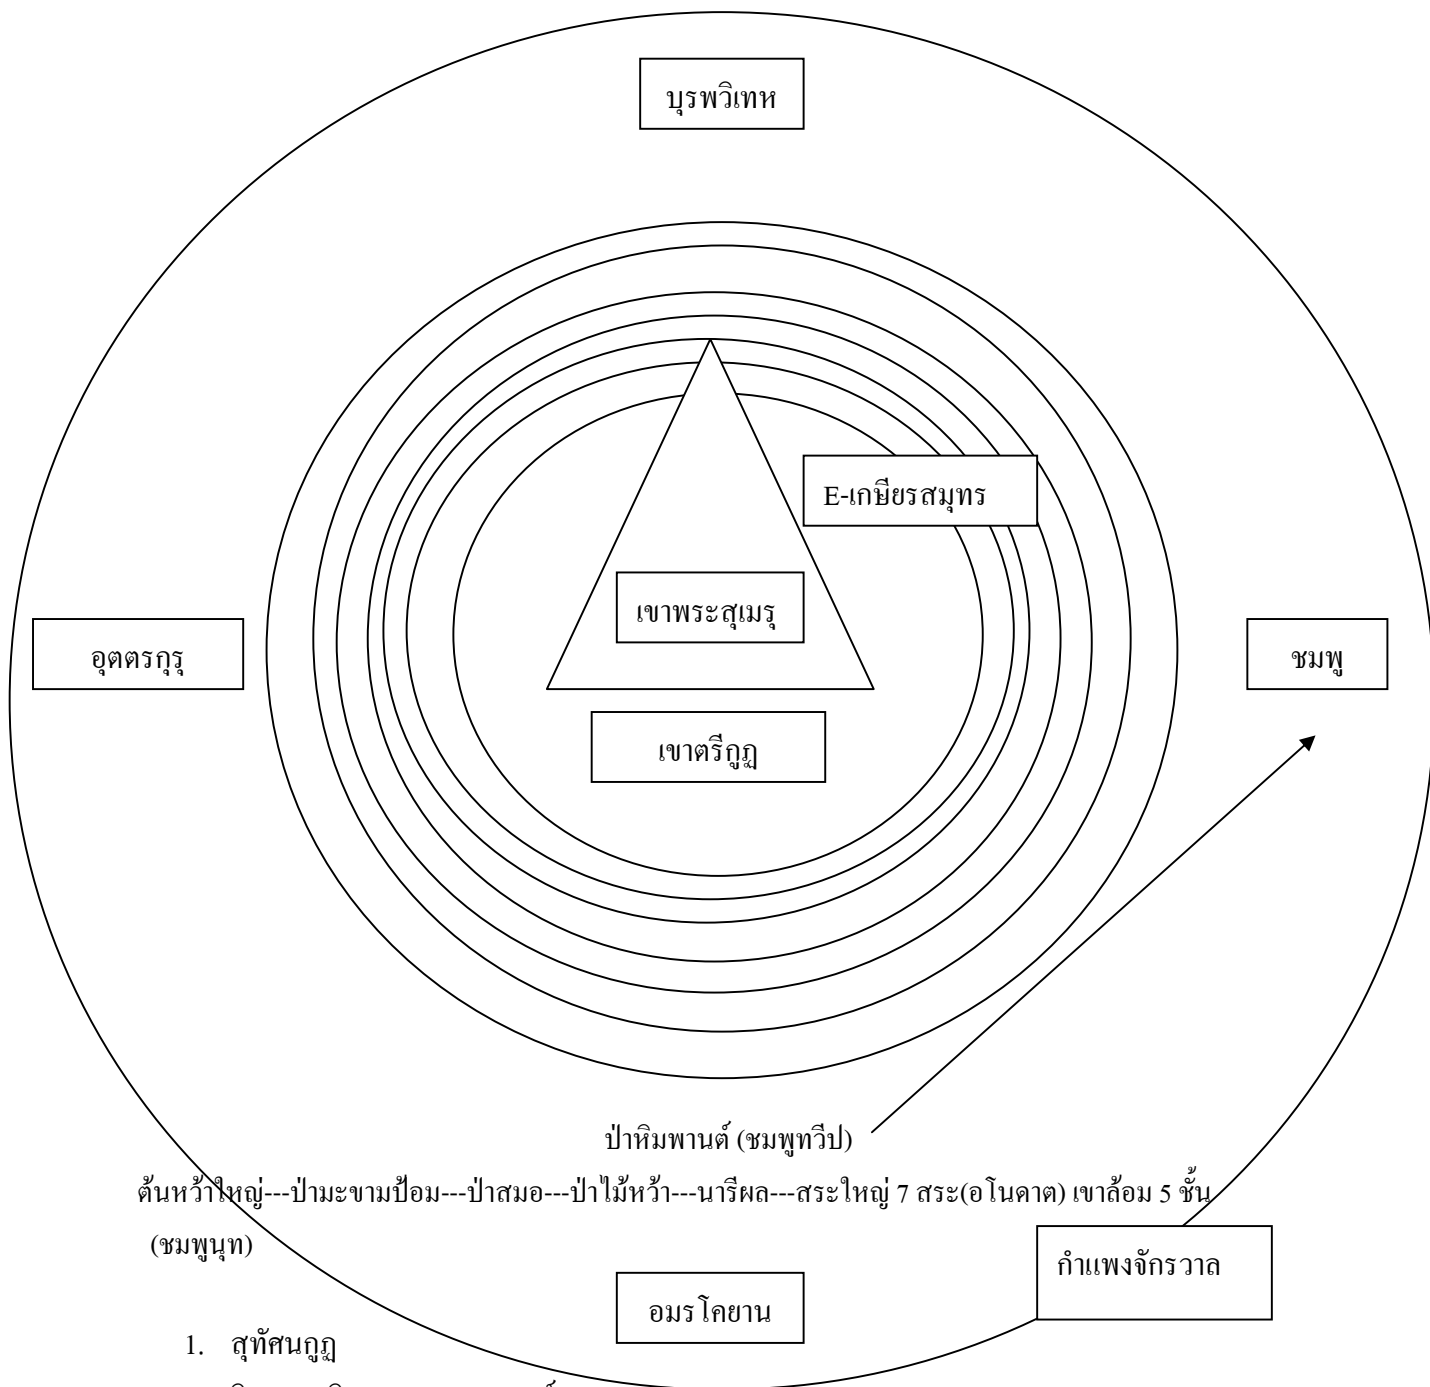 บุรพวิเทห
E-เกษียรสมุทร
เขาพระสุเมรุ
อุตตรกุรุ
ชมพู
เขาตรีกูฏ
ป่าหิมพานต์ (ชมพูทวีป)
ต้นหว้าใหญ่---ป่ามะขามป้อม---ป่าสมอ---ป่าไม้หว้า---นารีผล---สระใหญ่ 7 สระ(อโนดาต) เขาล้อม 5 ชั้น
(ชมพูนุท)
กำแพงจักรวาล
อมรโคยาน
1. สุทัศนกูฏ